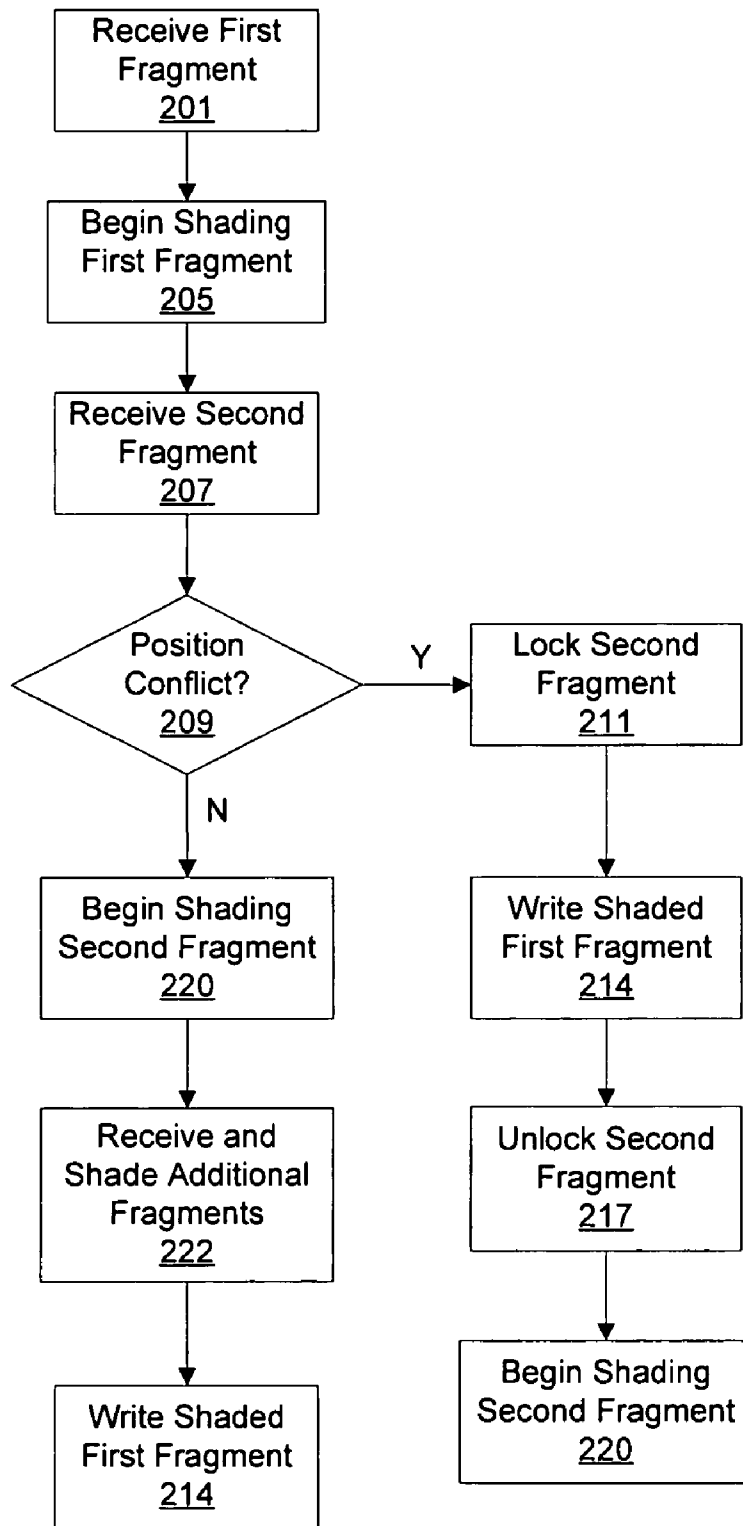 Receive First
Fragment
201
Begin Shading
First Fragment
205
Receive Second
Fragment
207
Position
Conflict?
209
Y
Lock Second
Fragment
211
N
Begin Shading
Second Fragment
220
Write Shaded
First Fragment
214
Receive and
Shade Additional
Fragments
222
Unlock Second
Fragment
217
Write Shaded
First Fragment
214
Begin Shading
Second Fragment
220